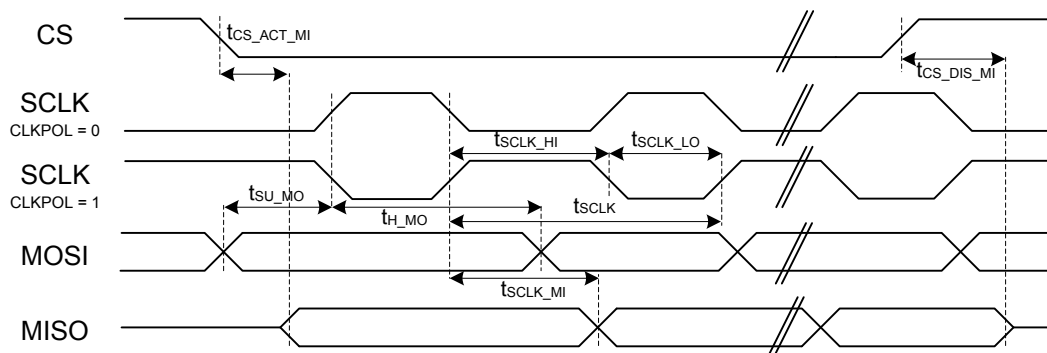 CS
tCS_ACT_MI
tCS_DIS_MI
SCLK
CLKPOL = 0
tSCLK_HI
tSCLK_LO
SCLK
CLKPOL = 1
tSU_MO
tH_MO
tSCLK
MOSI
tSCLK_MI
MISO